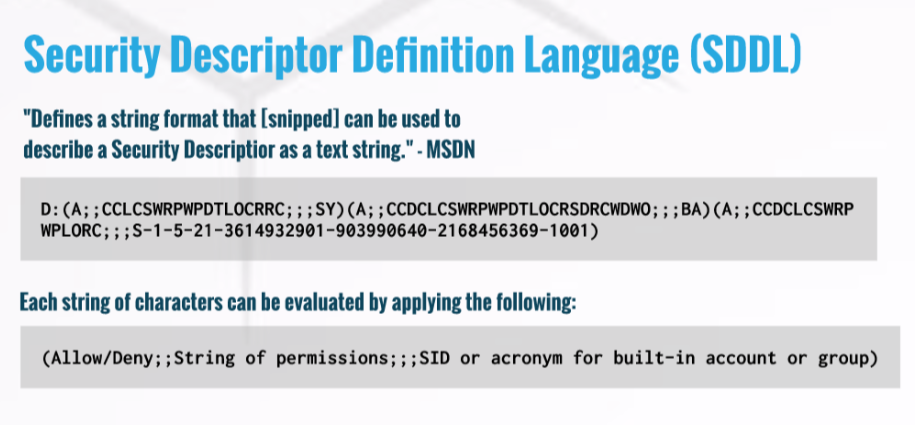 Security Descriptor Definition Language (SDDL)
"Defines a string format that [snipped] can be used to
describe a Security Descriptior as a text string." - MSDN
D:(A;;CCLCSWRPWPDTLOCRRC;;;SY)(A;;CCDCLCSWRPWPDTLOCRSDRCWDWO;;;BA)(A;;CCDCLCSWRP
WPLORC;;;S-1-5-21-3614932901-903990640-2168456369-1001)
Each string of characters can be evaluated by applying the following:
(Allow/Deny;;String of permissions;;;SID or acronym for built-in account or group)